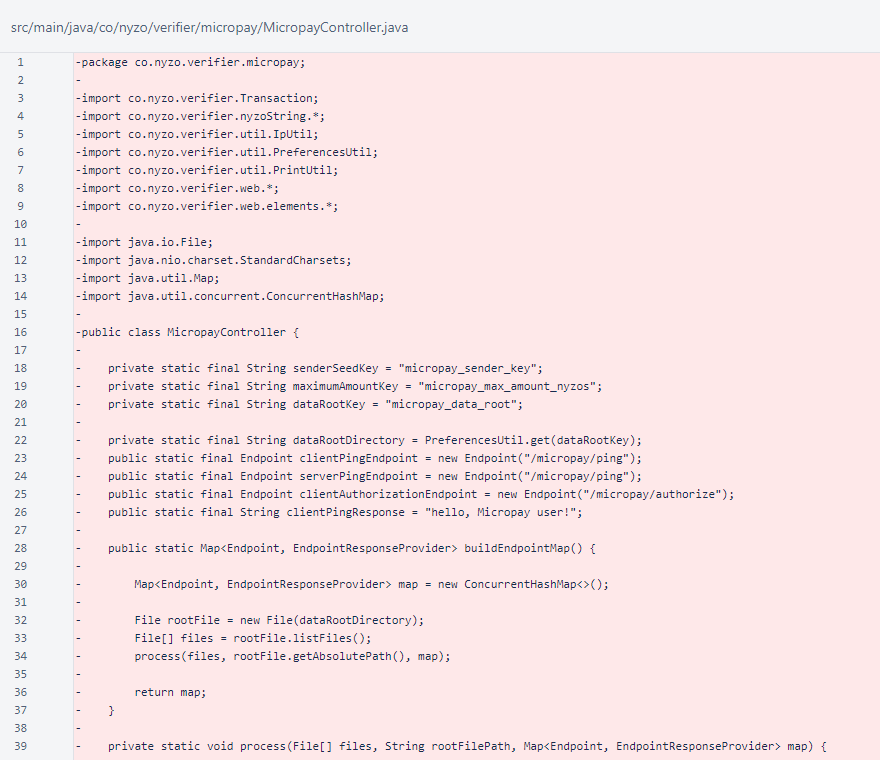 src/main/java/co/nyzo/verifier/micropay/MicropayController.java
1 -package co.nyzo.verifier.micropay;
2 -
3 -import co.nyzo.verifier.Transaction;
4 -import co.nyzo.verifier.nyzoString.*;
5 -import co.nyzo.verifier.util.IpUtil;
6 -import co.nyzo.verifier.util.PreferencesUtil;
7 -import co.nyzo.verifier.util.PrintUtil;
8 -import co.nyzo.verifier.web.*;
9 -import co.nyzo.verifier.web.elements.*;
10 -
11 -import java.io.File;
12 -import java.nio.charset.StandardCharsets;
13 -import java.util.Map;
14 -import java.util.concurrent.ConcurrentHashMap;
15 -
16 -public class MicropayController {
17 -
18 -    private static final String senderSeedKey = "micropay_sender_key";
19 -    private static final String maximumAmountKey = "micropay_max_amount_nyzos";
20 -    private static final String dataRootKey = "micropay_data_root";
21 -
22 -    private static final String dataRootDirectory = PreferencesUtil.get(dataRootKey);
23 -    public static final Endpoint clientPingEndpoint = new Endpoint("/micropay/ping");
24 -    public static final Endpoint serverPingEndpoint = new Endpoint("/micropay/ping");
25 -    public static final Endpoint clientAuthorizationEndpoint = new Endpoint("/micropay/authorize");
26 -    public static final String clientPingResponse = "hello, Micropay user!";
27 -
28 -    public static Map<Endpoint, EndpointResponseProvider> buildEndpointMap() {
29 -
30 -        Map<Endpoint, EndpointResponseProvider> map = new ConcurrentHashMap<>();
31 -
32 -        File rootFile = new File(dataRootDirectory);
33 -        File[] files = rootFile.listFiles();
34 -        process(files, rootFile.getAbsolutePath(), map);
35 -
36 -        return map;
37 -    }
38 -
39 -    private static void process(File[] files, String rootFilePath, Map<Endpoint, EndpointResponseProvider> map) {